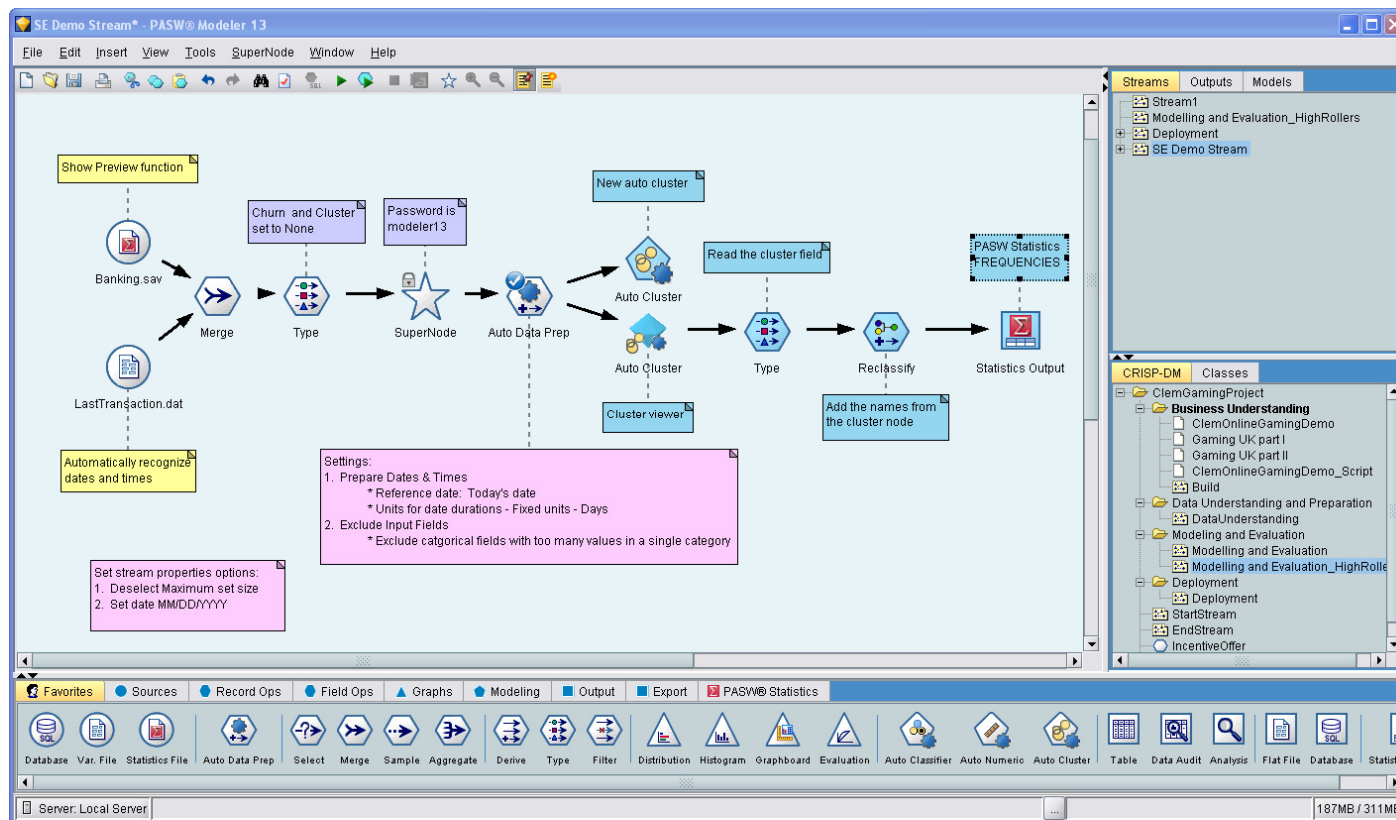 SE Demo Stream* - PASW® Modeler 13
File Edit Insert View Tools SuperNode Window Help
Show Preview function
Banking.sav
LastTransaction.dat
Automatically recognize
dates and times
Merge
Churn and Cluster
set to None
Type
Password is
modeler13
SuperNode
Auto Data Prep
New auto cluster
Auto Cluster
Auto Cluster
Cluster viewer
Read the cluster field
Type
Reclassify
Add the names from
the cluster node
PASW Statistics
FREQUENCIES
Statistics Output
Settings:
1. Prepare Dates & Times
* Reference date: Today's date
* Units for date durations - Fixed units - Days
2. Exclude Input Fields
* Exclude catgorical fields with too many values in a single category
Set stream properties options:
1. Deselect Maximum set size
2. Set date MM/DD/YYYY
Streams Outputs Models
Stream1
Modelling and Evaluation_HighRollers
Deployment
SE Demo Stream
CRISP-DM Classes
ClemGamingProject
Business Understanding
ClemOnlineGamingDemo
Gaming UK part I
Gaming UK part II
ClemOnlineGamingDemo_Script
Build
Data Understanding and Preparation
DataUnderstanding
Modeling and Evaluation
Modelling and Evaluation
Modelling and Evaluation_HighRolle
Deployment
Deployment
StartStream
EndStream
IncentiveOffer
Favorites Sources Record Ops Field Ops Graphs Modeling Output Export PASW® Statistics
Database Var. File Statistics File Auto Data Prep Select Merge Sample Aggregate Derive Type Filter Distribution Histogram Graphboard Evaluation Auto Classifier Auto Numeric Auto Cluster Table Data Audit Analysis Flat File Database Statist
Server: Local Server ... 187MB / 311MB